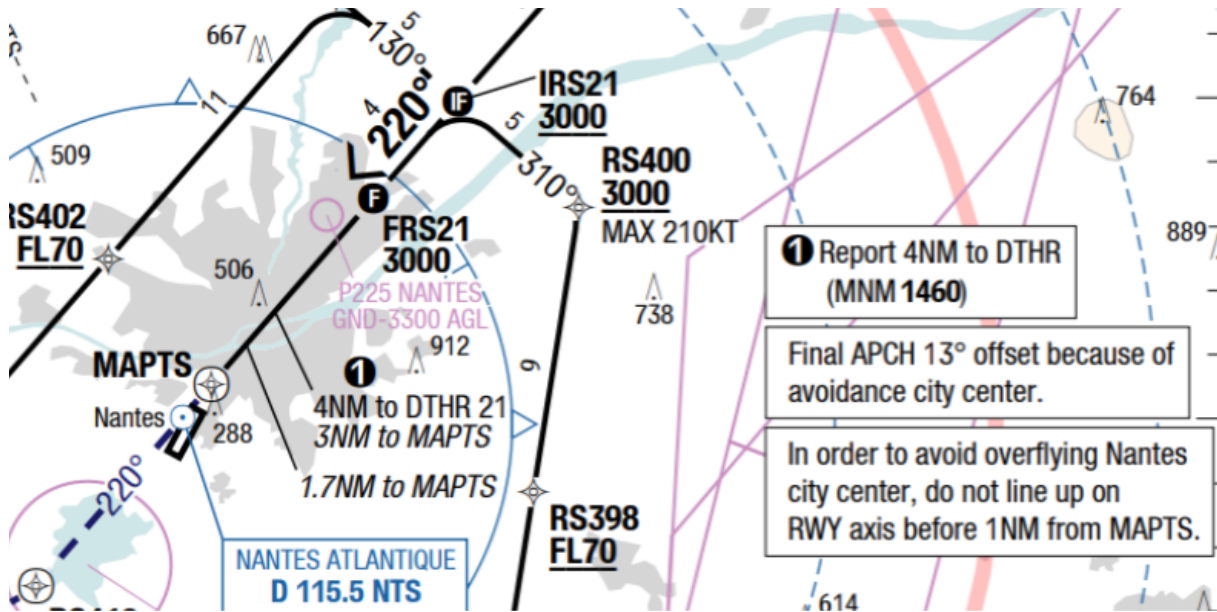 667
5
130°
11
4
220°
IRS21
3000
5
310°
RS400
3000
MAX 210KT
764
509
RS402
FL70
F
FRS21
3000
506
P225 NANTES
GND-3300 AGL
738
889
1 Report 4NM to DTHR
(MNM 1460)
912
Final APCH 13° offset because of
avoidance city center.
MAPTS
1
4NM to DTHR 21
3NM to MAPTS
Nantes
288
1.7NM to MAPTS
In order to avoid overflying Nantes
city center, do not line up on
RWY axis before 1NM from MAPTS.
220°
RS398
FL70
NANTES ATLANTIQUE
D 115.5 NTS
614
IF